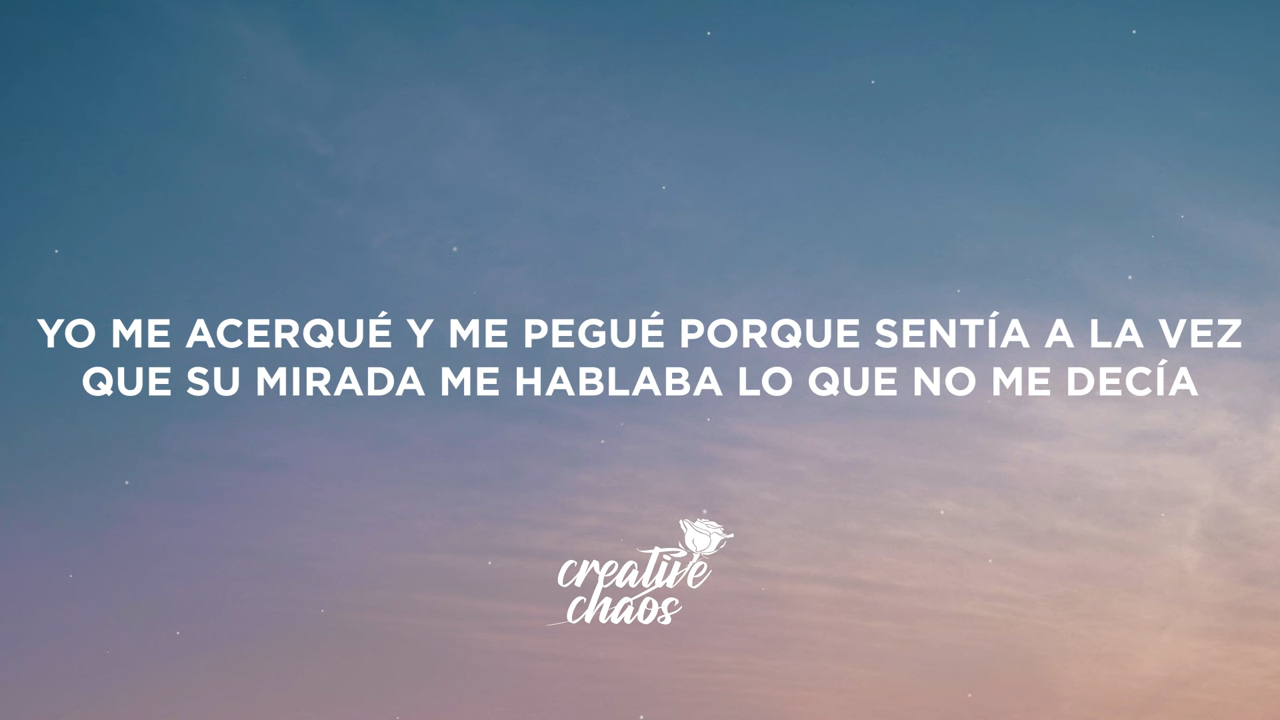 YO ME ACERQUÉ Y ME PEGUÉ PORQUE SENTÍA A LA VEZ
QUE SU MIRADA ME HABLABA LO QUE NO ME DECÍA
creative
chaos